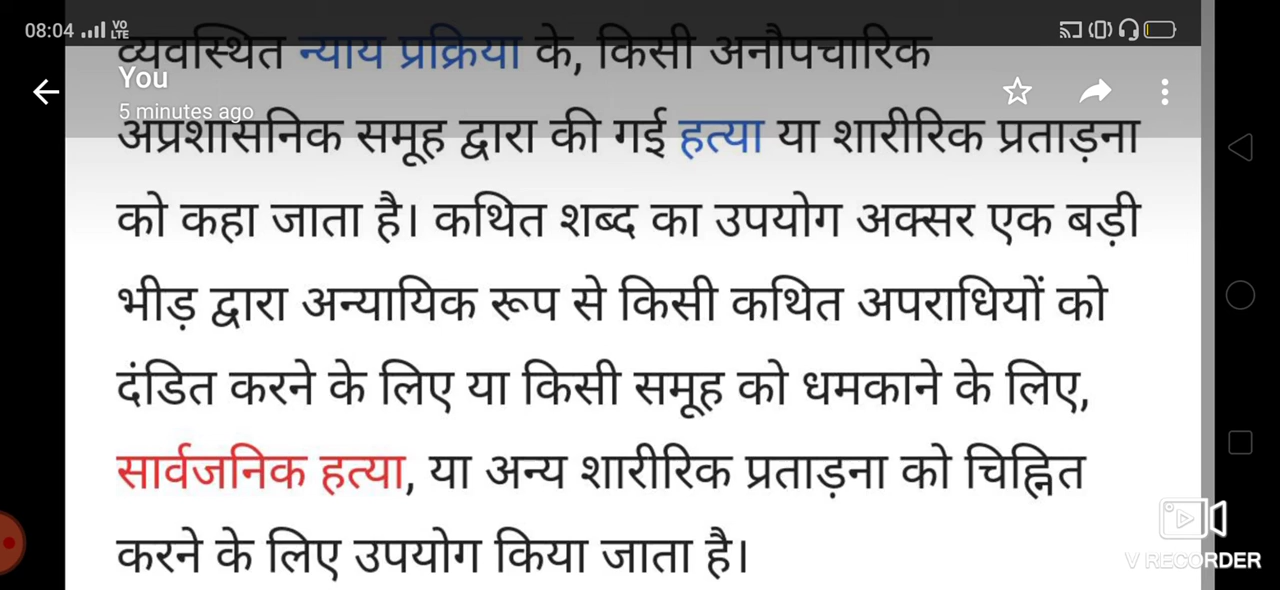 08:04 VO LTE
व्यवस्थित न्याय प्रक्रिया के, किसी अनौपचारिक
You
5 minutes ago
अप्रशासनिक समूह द्वारा की गई हत्या या शारीरिक प्रताड़ना
को कहा जाता है। कथित शब्द का उपयोग अक्सर एक बड़ी
भीड़ द्वारा अन्यायिक रूप से किसी कथित अपराधियों को
दंडित करने के लिए या किसी समूह को धमकाने के लिए,
सार्वजनिक हत्या, या अन्य शारीरिक प्रताड़ना को चिह्नित
करने के लिए उपयोग किया जाता है।
V RECORDER